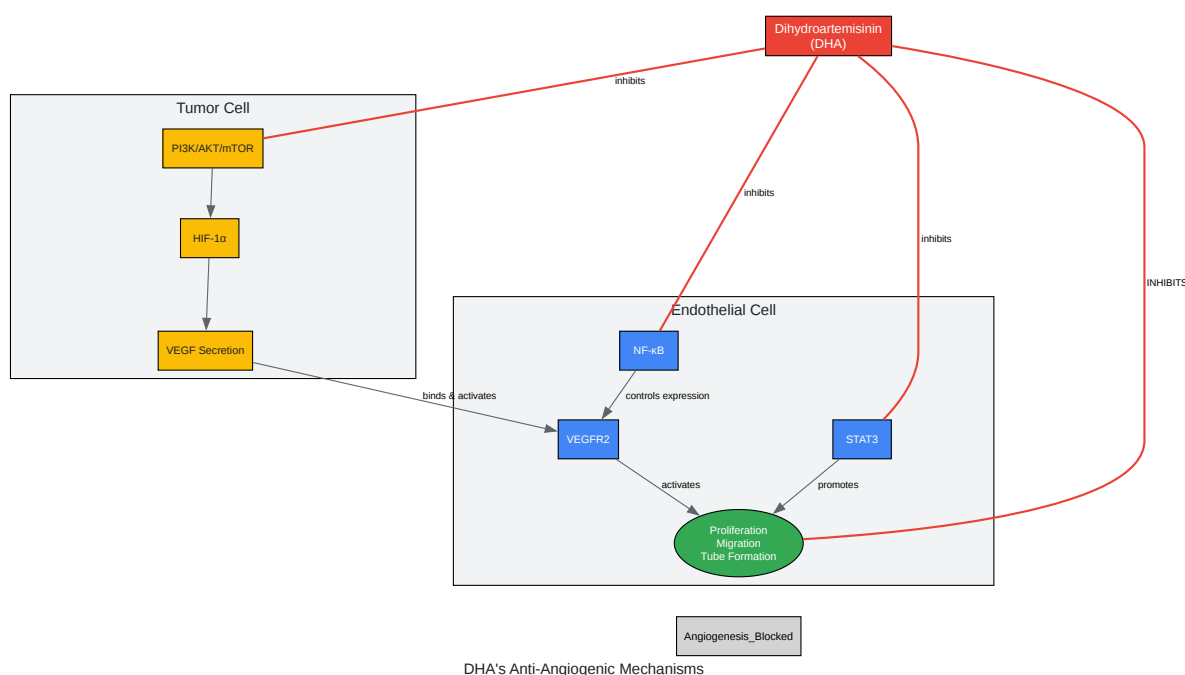 Dihydroartemisinin
(DHA)
inhibits
Tumor Cell
PI3K/AKT/mTOR
inhibits
HIF-1α
inhibits
INHIBITS
Endothelial Cell
VEGF Secretion
NF-κB
binds & activates
controls expression
VEGFR2
STAT3
activates
promotes
Proliferation
Migration
Tube Formation
Angiogenesis_Blocked
DHA's Anti-Angiogenic Mechanisms